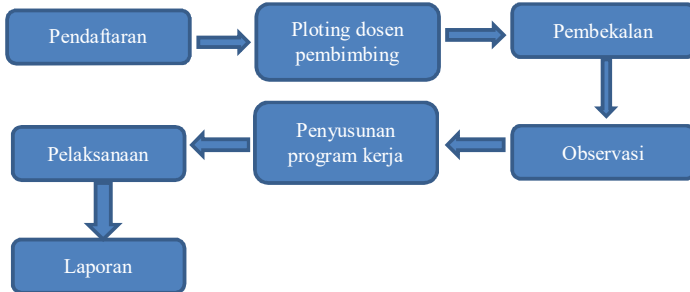 Pendaftaran
Ploting dosen
pembimbing
Pembekalan
Observasi
Penyusunan
program kerja
Pelaksanaan
Laporan